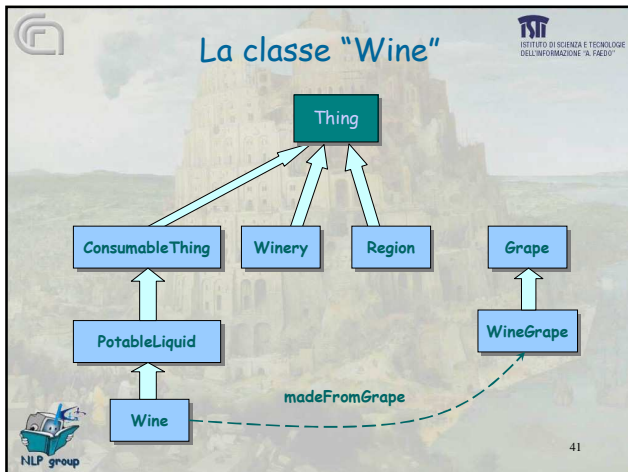 La classe “Wine”
ISTITUTO DI SCIENZA E TECNOLOGIE
DELL'INFORMAZIONE “A. FAEDO”
Thing
ConsumableThing
Winery
Region
Grape
PotableLiquid
WineGrape
madeFromGrape
Wine
NLP group
41